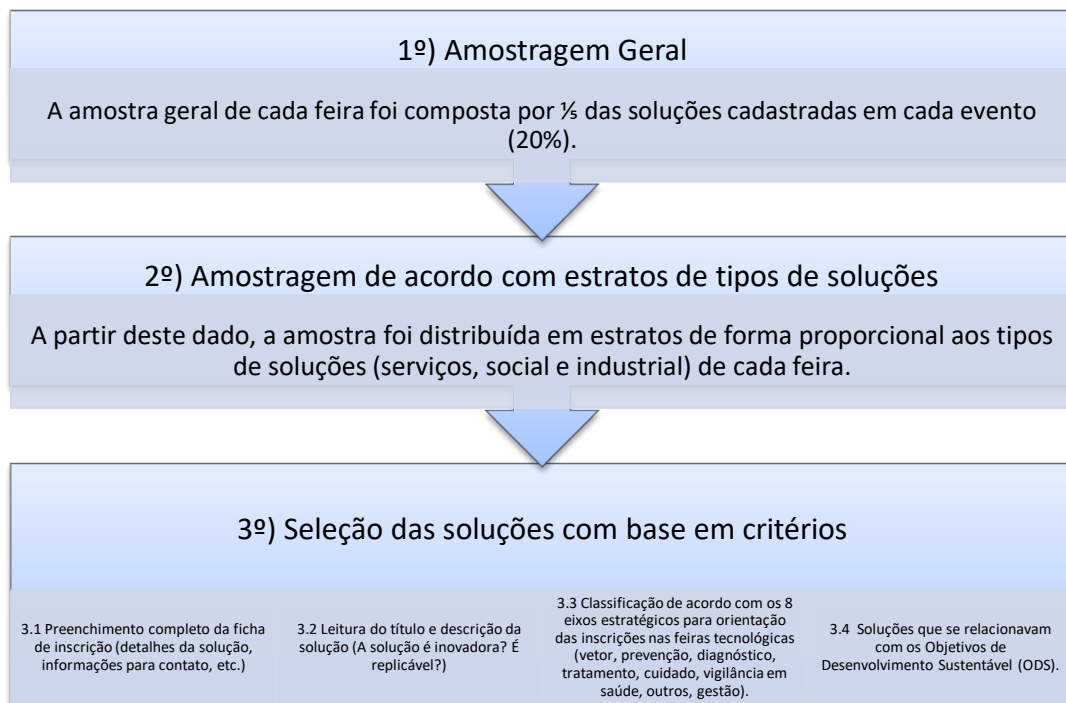 1º) Amostragem Geral
A amostra geral de cada feira foi composta por ⅕ das soluções cadastradas em cada evento
(20%).
2º) Amostragem de acordo com estratos de tipos de soluções
A partir deste dado, a amostra foi distribuída em estratos de forma proporcional aos tipos
de soluções (serviços, social e industrial) de cada feira.
3º) Seleção das soluções com base em critérios
3.1 Preenchimento completo da ficha
de inscrição (detalhes da solução,
informações para contato, etc.)
3.2 Leitura do título e descrição da
solução (A solução é inovadora? É
replicável?)
3.3 Classificação de acordo com os 8
eixos estratégicos para orientação
das inscrições nas feiras tecnológicas
(vetor, prevenção, diagnóstico,
tratamento, cuidado, vigilância em
saúde, outros, gestão).
3.4 Soluções que se relacionavam
com os Objetivos de
Desenvolvimento Sustentável (ODS).